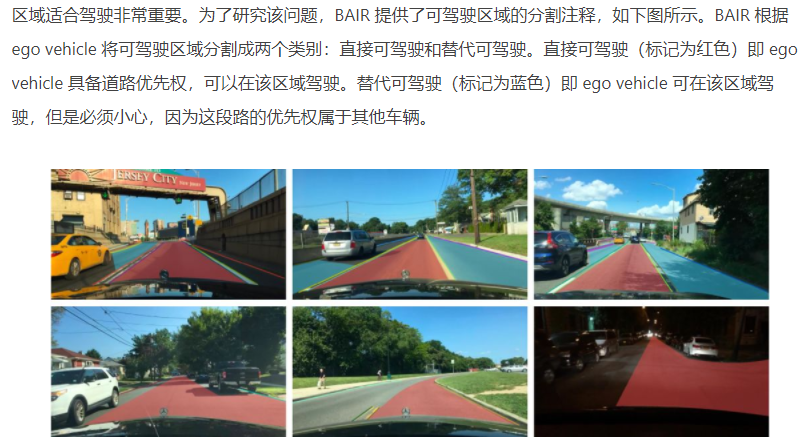 区域适合驾驶非常重要。为了研究该问题，BAIR 提供了可驾驶区域的分割注释，如下图所示。BAIR 根据
ego vehicle 将可驾驶区域分割成两个类别：直接可驾驶和替代可驾驶。直接可驾驶（标记为红色）即 ego
vehicle 具备道路优先权，可以在该区域驾驶。替代可驾驶（标记为蓝色）即 ego vehicle 可在该区域驾
驶，但是必须小心，因为这段路的优先权属于其他车辆。
JERSEY CITY